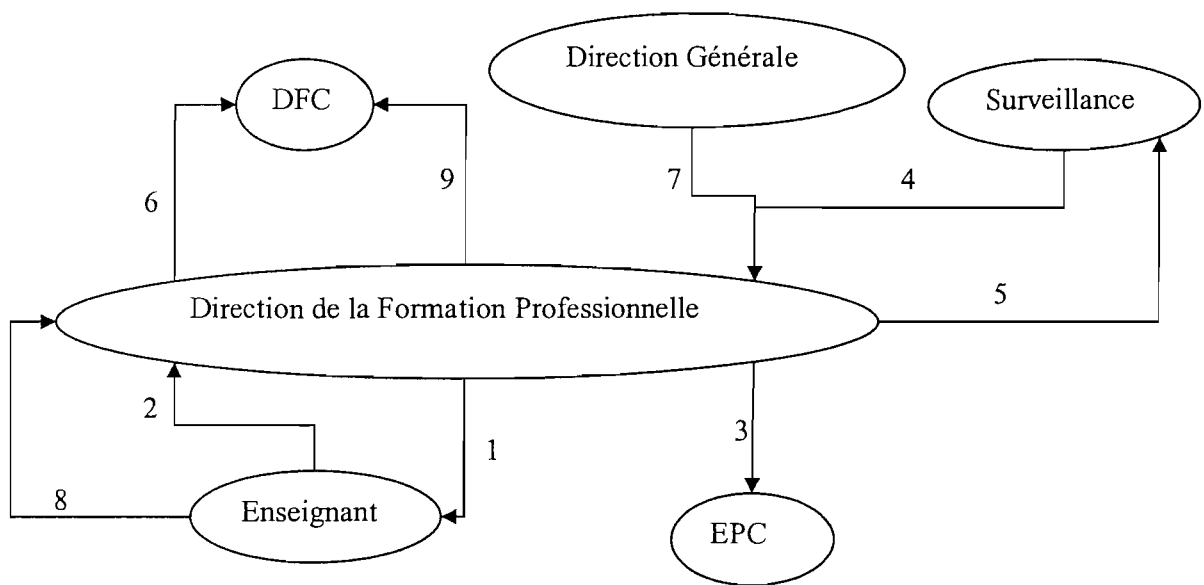 Direction Générale
DFC
Surveillance
6
9
7
4
5
Direction de la Formation Professionnelle
2
1
3
8
Enseignant
EPC